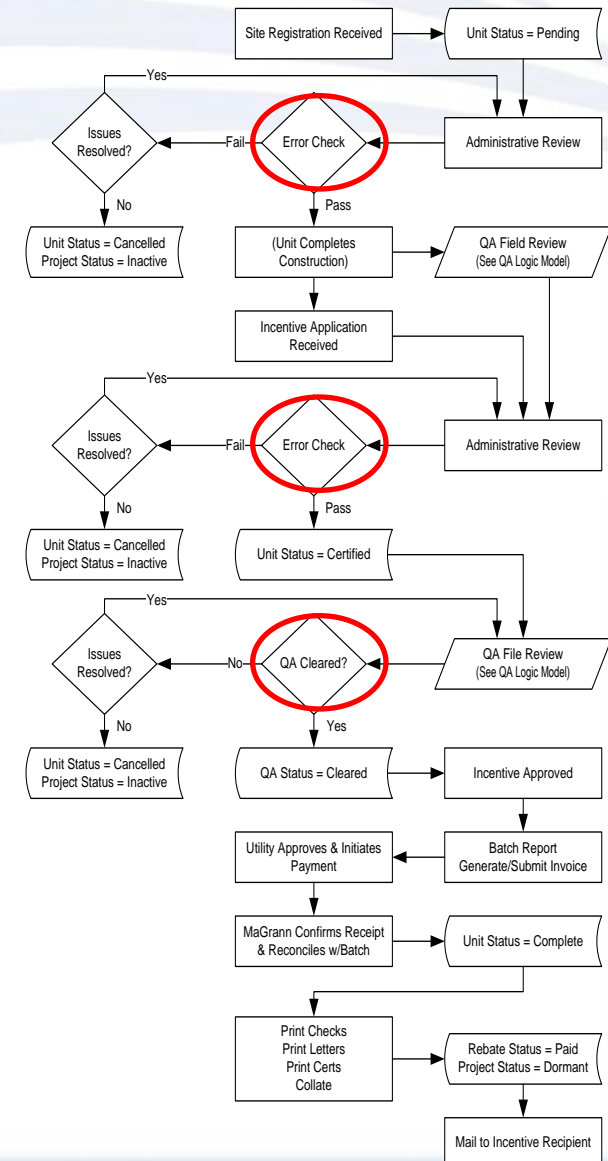 Site Registration Received
Unit Status = Pending
Yes
Issues
Resolved?
Fail
Error Check
Administrative Review
No
Pass
Unit Status = Cancelled
Project Status = Inactive
(Unit Completes
Construction)
QA Field Review
(See QA Logic Model)
Incentive Application
Received
Yes
Issues
Resolved?
Fail
Error Check
Administrative Review
No
Pass
Unit Status = Cancelled
Project Status = Inactive
Unit Status = Certified
Yes
Issues
Resolved?
No
QA Cleared?
QA File Review
(See QA Logic Model)
No
Yes
Unit Status = Cancelled
Project Status = Inactive
QA Status = Cleared
Incentive Approved
Utility Approves & Initiates
Payment
Batch Report
Generate/Submit Invoice
MaGrann Confirms Receipt
& Reconciles w/Batch
Unit Status = Complete
Print Checks
Print Letters
Print Certs
Collate
Rebate Status = Paid
Project Status = Dormant
Mail to Incentive Recipient